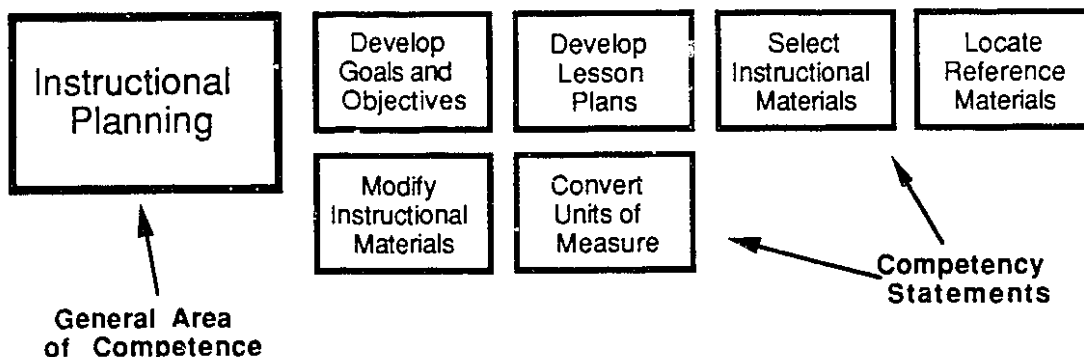 Instructional
Planning
Develop
Goals and
Objectives
Develop
Lesson
Plans
Select
Instructional
Materials
Locate
Reference
Materials
Modify
Instructional
Materials
Convert
Units of
Measure
General Area
of Competence
Competency
Statements